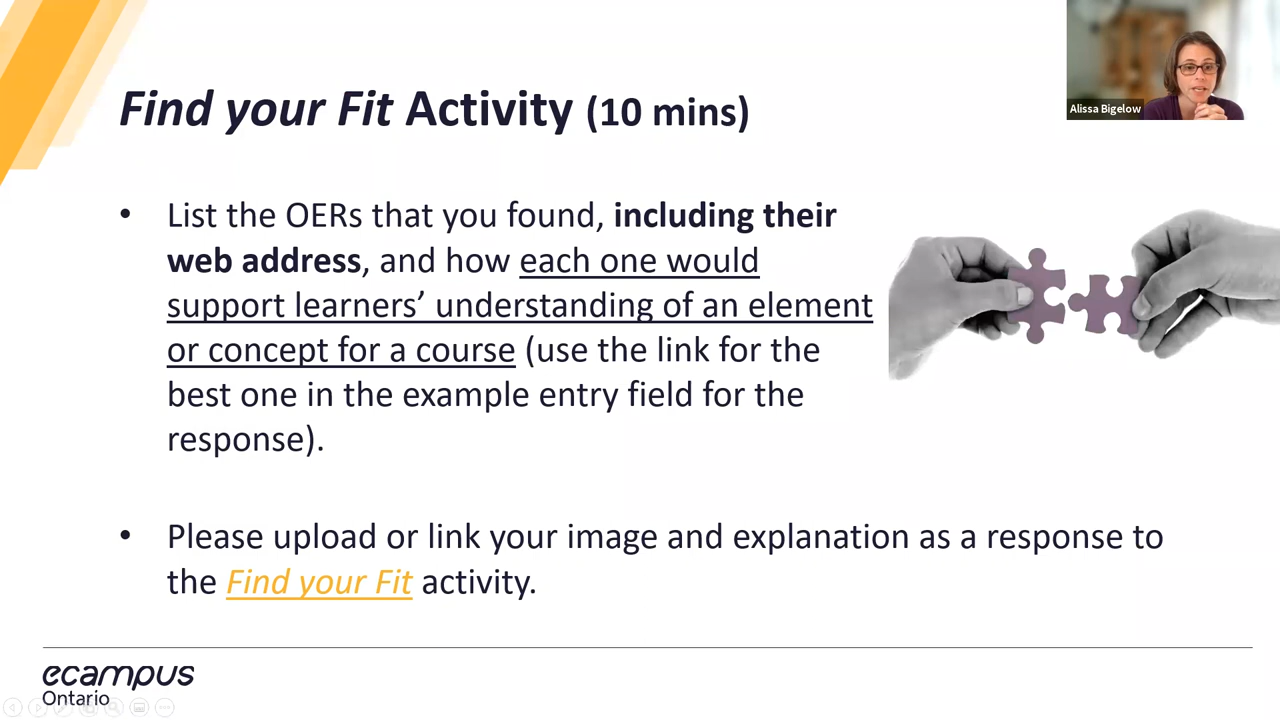 Find your Fit Activity (10 mins)
Alissa Bigelow
• List the OERs that you found, including their
web address, and how each one would
support learners’ understanding of an element
or concept for a course (use the link for the
best one in the example entry field for the
response).
• Please upload or link your image and explanation as a response to
the Find your Fit activity.
ecampus
Ontario